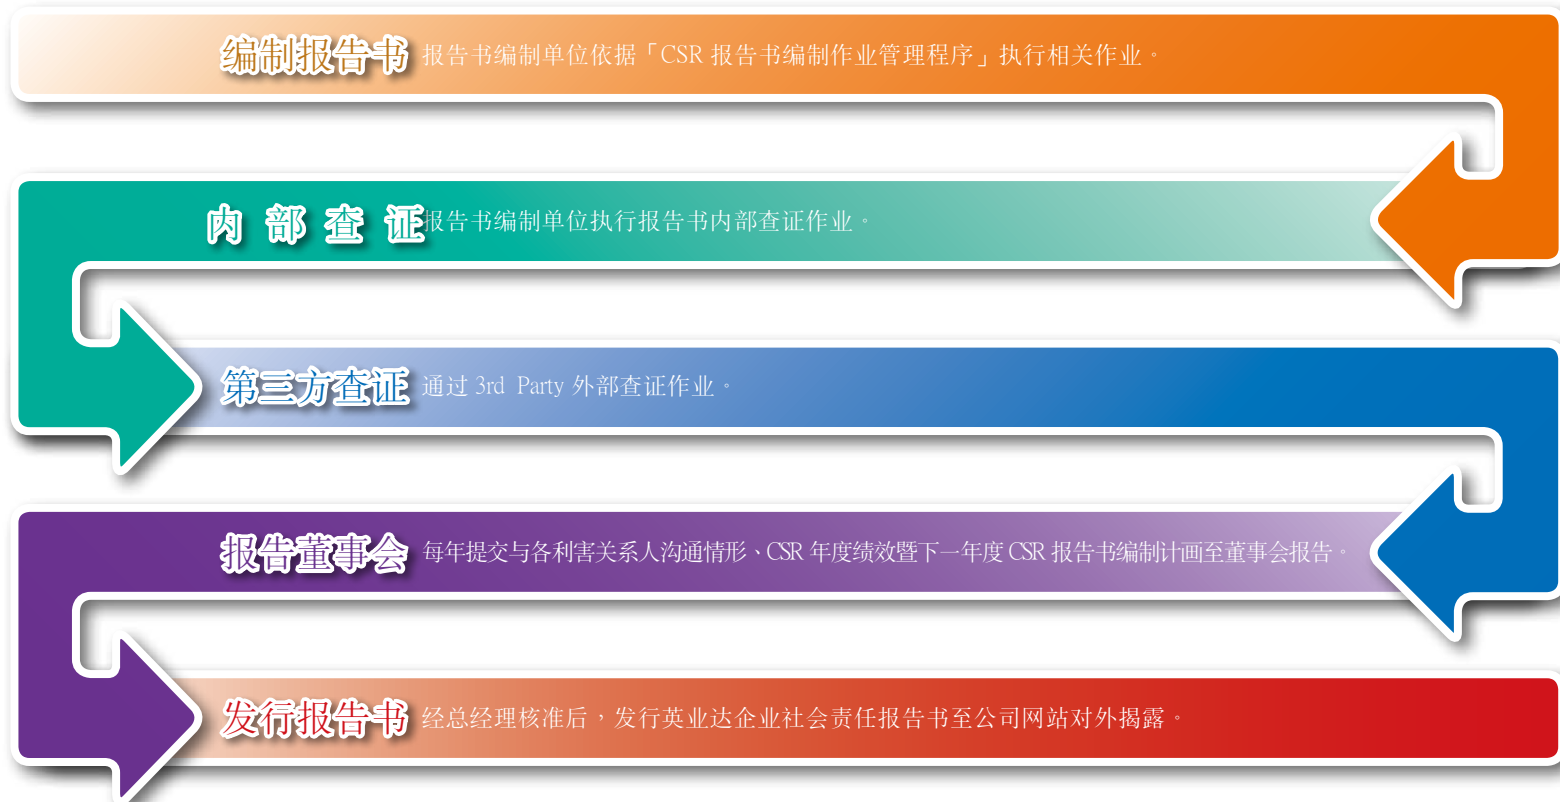 编制报告书 报告书编制单位依据「CSR 报告书编制作业管理程序」执行相关作业。
内部查证 报告书编制单位执行报告书内部查证作业。
第三方查证 通过 3rd Party 外部查证作业。
报告董事会 每年提交与各利害关系人沟通情形、CSR 年度绩效暨下一年度 CSR 报告书编制计画至董事会报告。
发行报告书 经总经理核准后，发行英业达企业社会责任报告书至公司网站对外揭露。